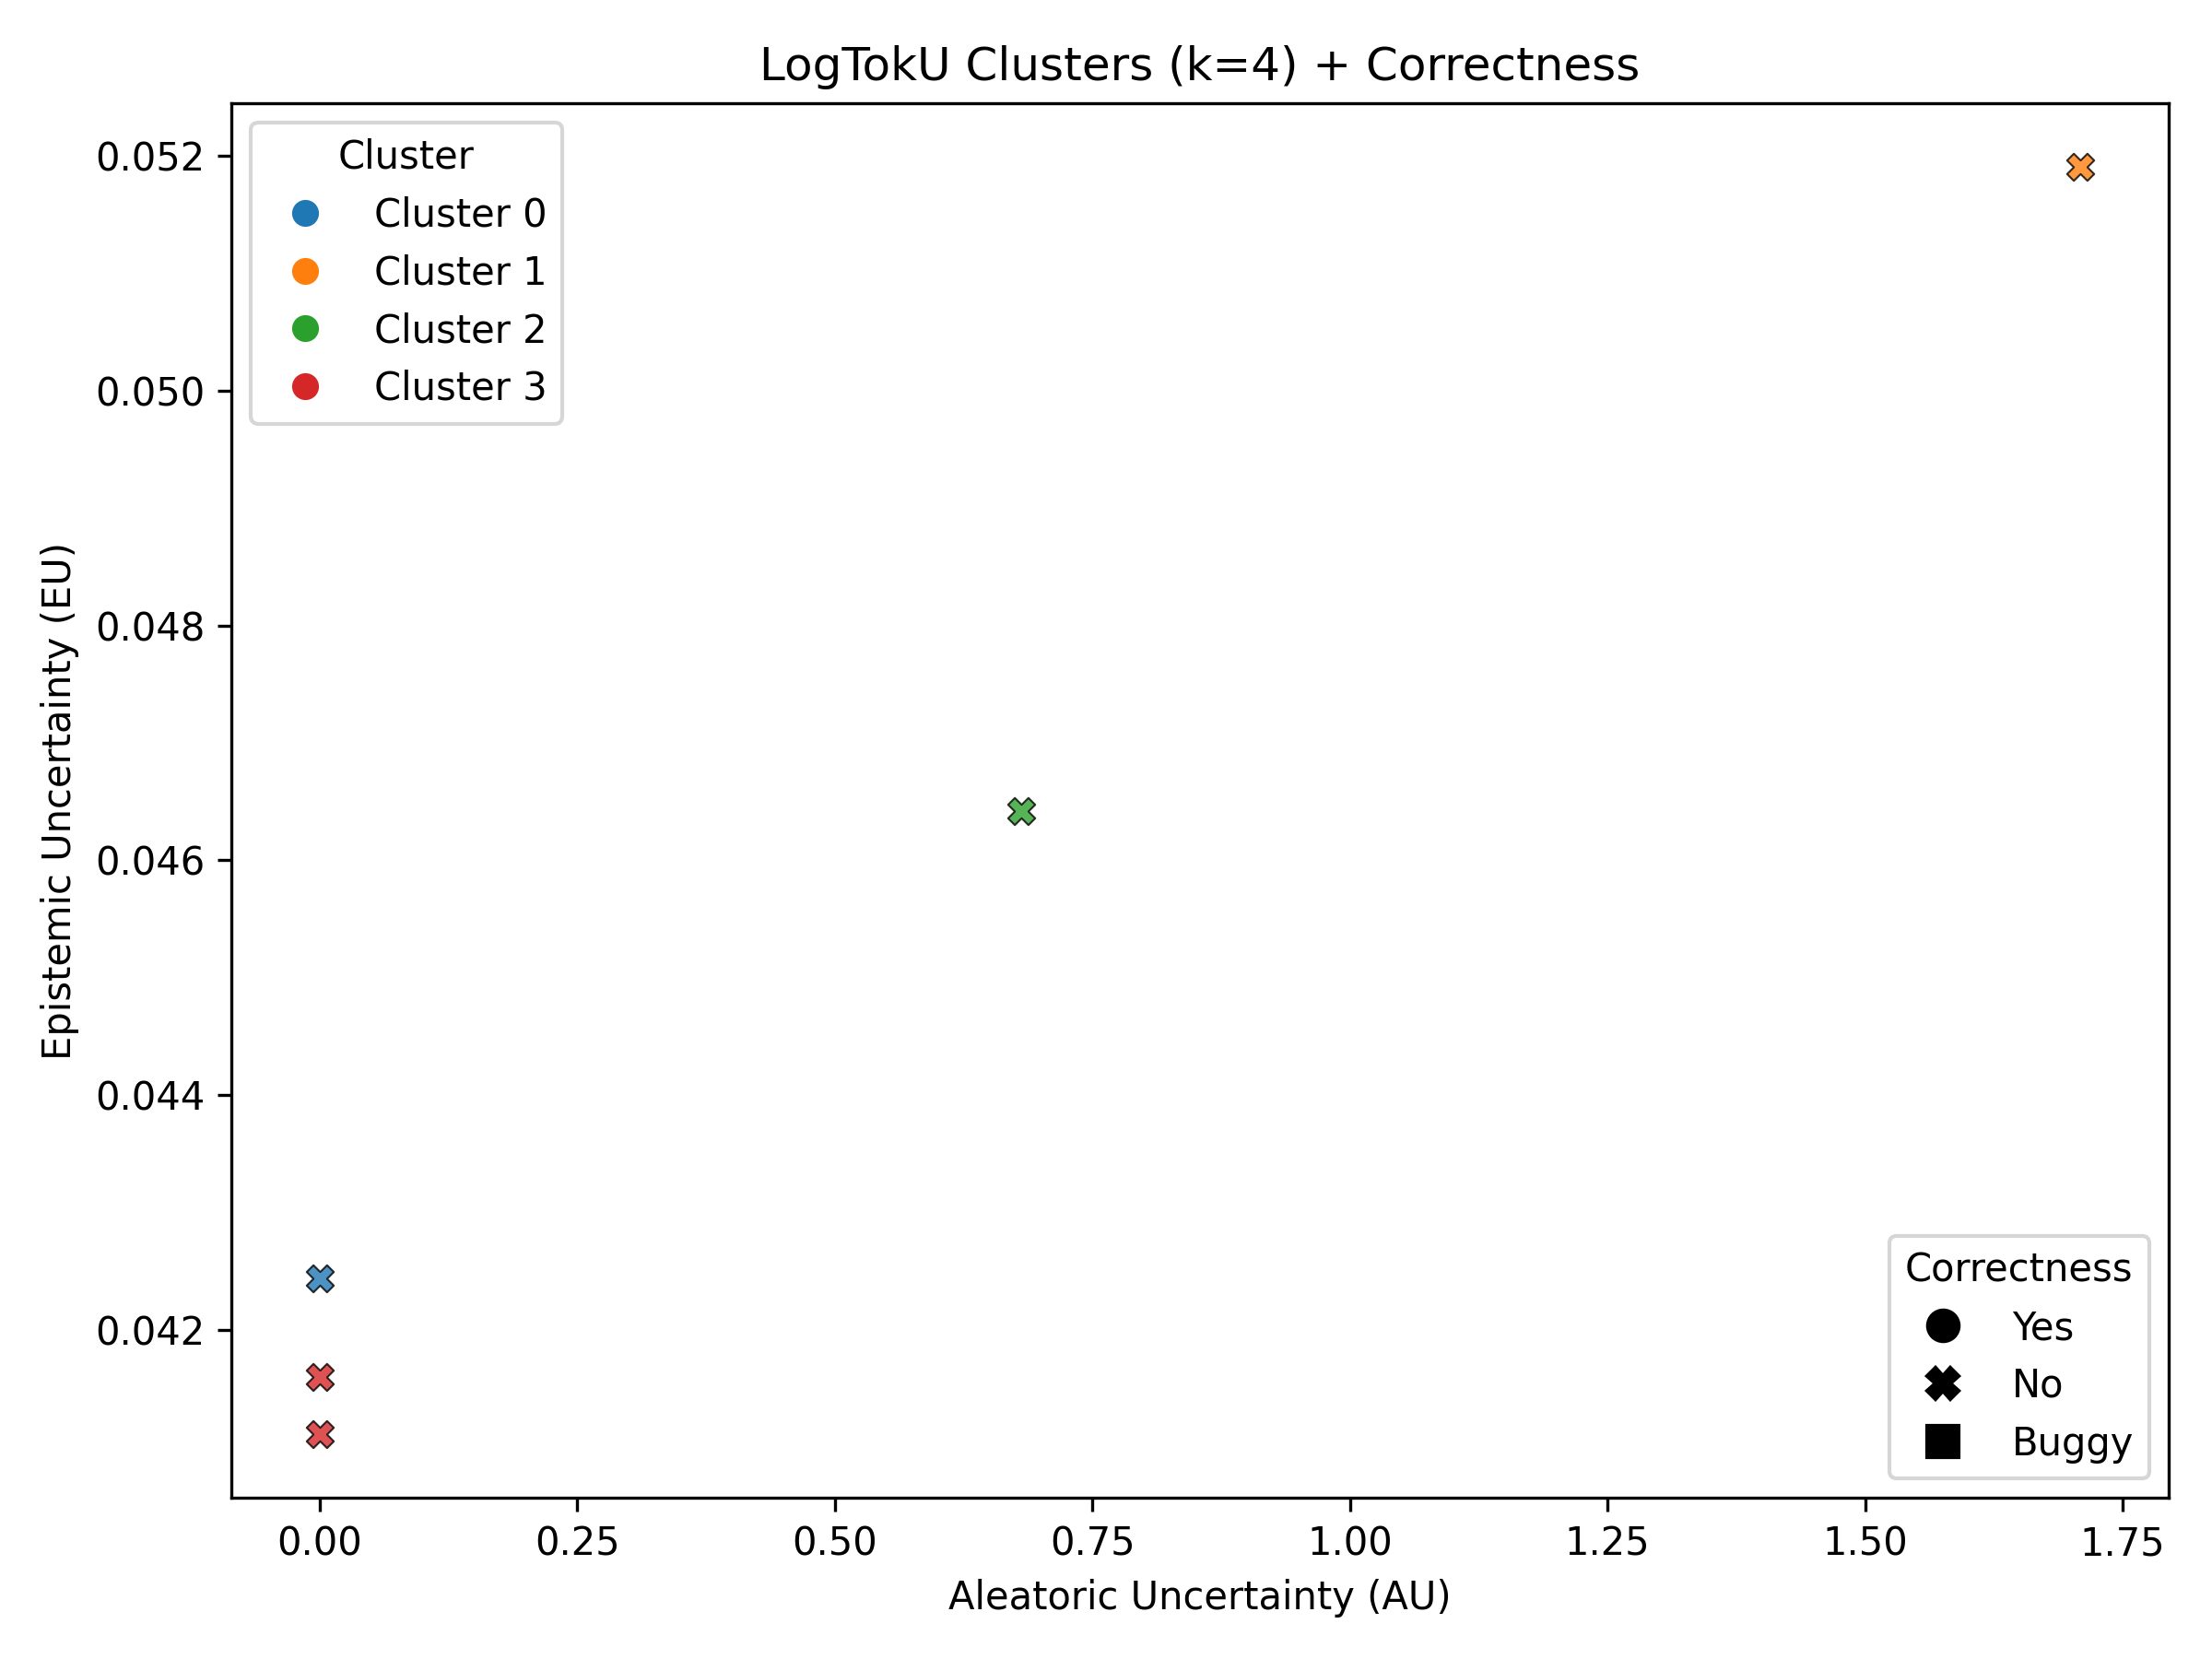 LogTokU Clusters (k=4) + Correctness
Cluster
Cluster 0
Cluster 1
Cluster 2
Cluster 3
Epistemic Uncertainty (EU)
0.052
0.050
0.048
0.046
0.044
0.042
Correctness
Yes
No
Buggy
0.00 0.25 0.50 0.75 1.00 1.25 1.50 1.75
Aleatoric Uncertainty (AU)